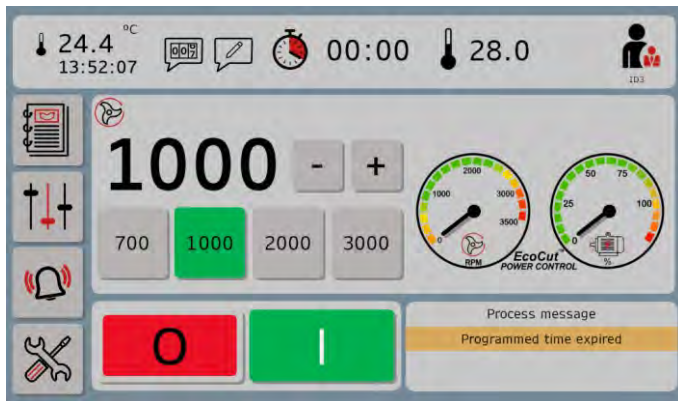 24.4 °C
13:52:07
00:00
28.0
ID3
1000
- +
700 1000 2000 3000
0 1000 2000 3000 3500
RPM
0 25 50 75 100
%
EcoCut™
POWER CONTROL
O I
Process message
Programmed time expired